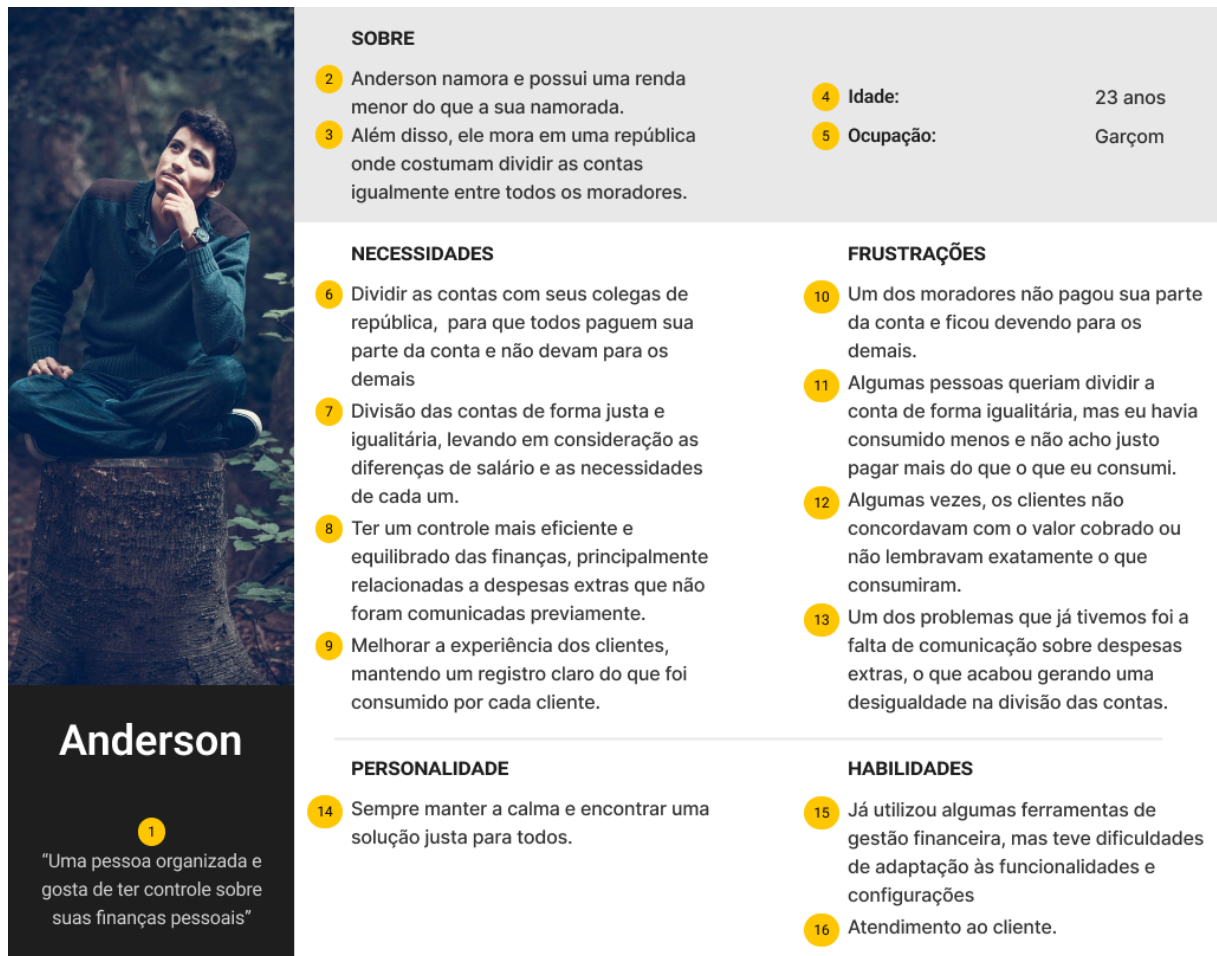 SOBRE
2 Anderson namora e possui uma renda
menor do que a sua namorada.
3 Além disso, ele mora em uma república
onde costumam dividir as contas
igualmente entre todos os moradores.
4 Idade: 23 anos
5 Ocupação: Garçom
NECESSIDADES
6 Dividir as contas com seus colegas de
república,  para que todos paguem sua
parte da conta e não devam para os
demais
7 Divisão das contas de forma justa e
igualitária, levando em consideração as
diferenças de salário e as necessidades
de cada um.
8 Ter um controle mais eficiente e
equilibrado das finanças, principalmente
relacionadas a despesas extras que não
foram comunicadas previamente.
9 Melhorar a experiência dos clientes,
mantendo um registro claro do que foi
consumido por cada cliente.
FRUSTRAÇÕES
10 Um dos moradores não pagou sua parte
da conta e ficou devendo para os
demais.
11 Algumas pessoas queriam dividir a
conta de forma igualitária, mas eu havia
consumido menos e não acho justo
pagar mais do que o que eu consumi.
12 Algumas vezes, os clientes não
concordavam com o valor cobrado ou
não lembravam exatamente o que
consumiram.
13 Um dos problemas que já tivemos foi a
falta de comunicação sobre despesas
extras, o que acabou gerando uma
desigualdade na divisão das contas.
Anderson
1
“Uma pessoa organizada e
gosta de ter controle sobre
suas finanças pessoais”
PERSONALIDADE
14 Sempre manter a calma e encontrar uma
solução justa para todos.
HABILIDADES
15 Já utilizou algumas ferramentas de
gestão financeira, mas teve dificuldades
de adaptação às funcionalidades e
configurações
16 Atendimento ao cliente.